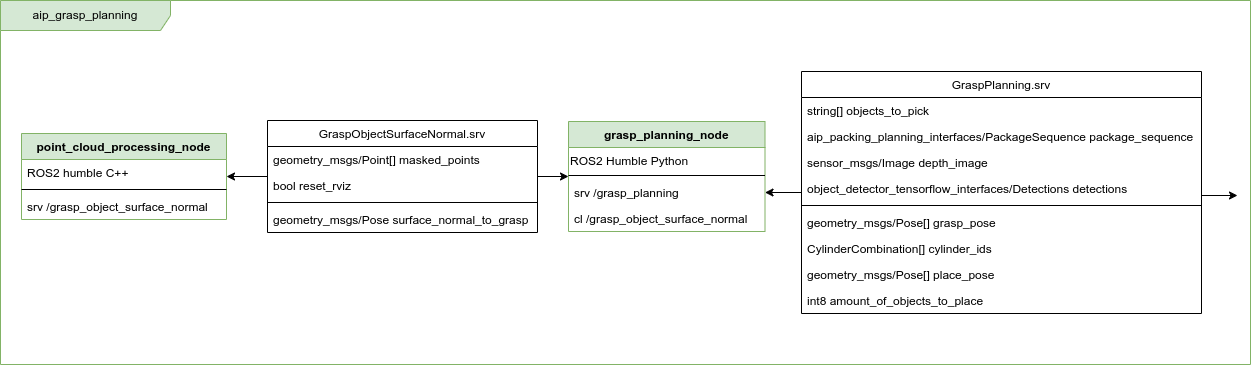 aip_grasp_planning
point_cloud_processing_node
ROS2 humble C++
srv /grasp_object_surface_normal
GraspObjectSurfaceNormal.srv
geometry_msgs/Point[] masked_points
bool reset_rviz
geometry_msgs/Pose surface_normal_to_grasp
grasp_planning_node
ROS2 Humble Python
srv /grasp_planning
cl /grasp_object_surface_normal
GraspPlanning.srv
string[] objects_to_pick
aip_packing_planning_interfaces/PackageSequence package_sequence
sensor_msgs/Image depth_image
object_detector_tensorflow_interfaces/Detections detections
geometry_msgs/Pose[] grasp_pose
CylinderCombination[] cylinder_ids
geometry_msgs/Pose[] place_pose
int8 amount_of_objects_to_place